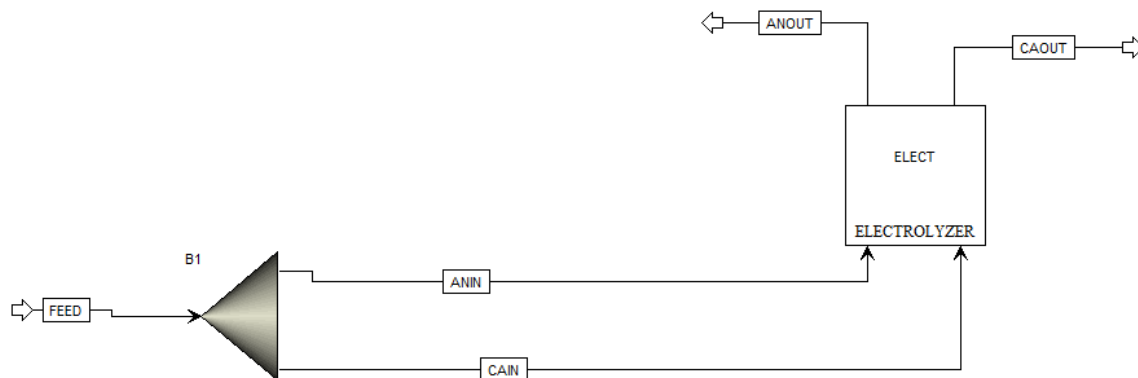 ANOUT
CAOUT
ELECT
ELECTROLYZER
B1
ANIN
FEED
CAIN